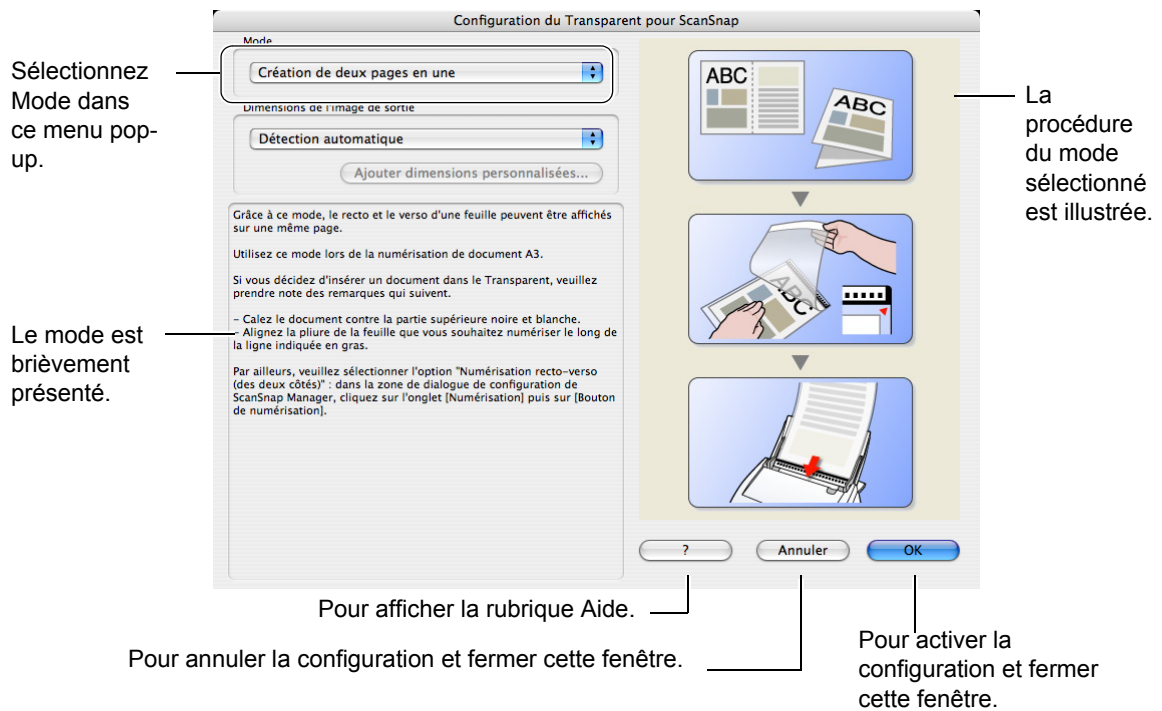 Configuration du Transparent pour ScanSnap
Mode
Création de deux pages en une
Dimensions de l'image de sortie
Détection automatique
Ajouter dimensions personnalisées...
Grâce à ce mode, le recto et le verso d'une feuille peuvent être affichés
sur une même page.
Utilisez ce mode lors de la numérisation de document A3.
Si vous décidez d'insérer un document dans le Transparent, veuillez
prendre note des remarques qui suivent.
- Calez le document contre la partie supérieure noire et blanche.
- Alignez la pliure de la feuille que vous souhaitez numériser le long de
la ligne indiquée en gras.
Par ailleurs, veuillez sélectionner l'option "Numérisation recto-verso
(des deux côtés)" : dans la zone de dialogue de configuration de
ScanSnap Manager, cliquez sur l'onglet [Numérisation] puis sur [Bouton
de numérisation].
ABC
ABC
ABC
?
Annuler
OK
Sélectionnez
Mode dans
ce menu pop-
up.
Le mode est
brièvement
présenté.
La
procédure
du mode
sélectionné
est illustrée.
Pour afficher la rubrique Aide.
Pour annuler la configuration et fermer cette fenêtre.
Pour activer la
configuration et fermer
cette fenêtre.